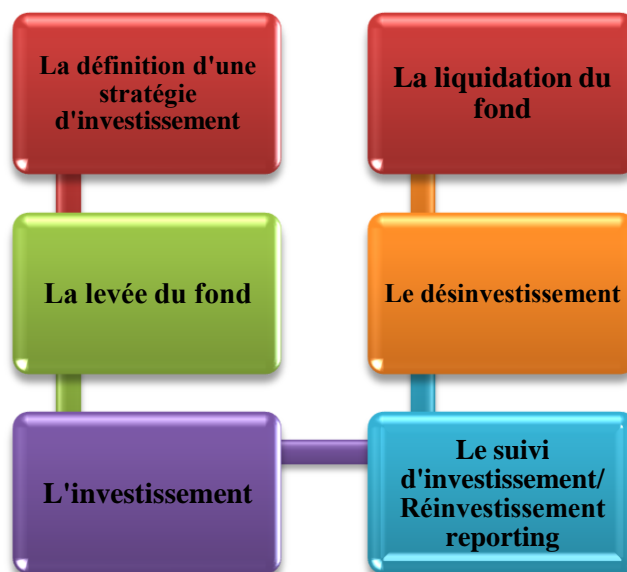 La définition d'une
stratégie
d'investissement
La levée du fond
L'investissement
Le suivi
d'investissement/
Réinvestissement
reporting
Le désinvestissement
La liquidation du
fond